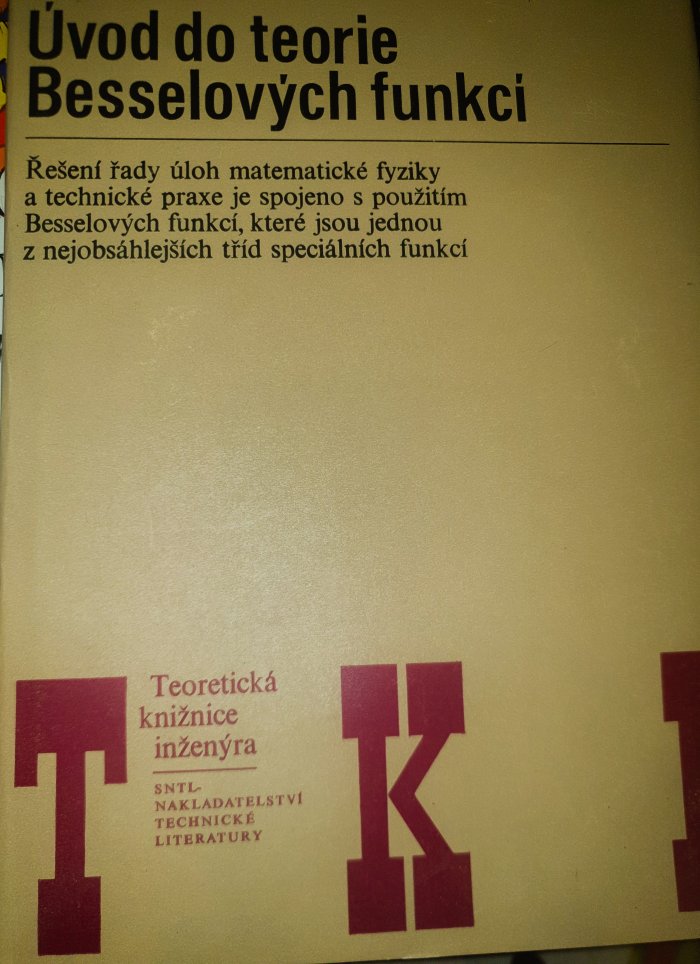 Úvod do teorie
Besselových funkcí
Řešení řady úloh matematické fyziky
a technické praxe je spojeno s použitím
Besselových funkcí, které jsou jednou
z nejobsáhlejších tříd speciálních funkcí
Teoretická
knižnice
inženýra
SNTL-
NAKLADATELSTVÍ
TECHNICKÉ
LITERATURY
T K I